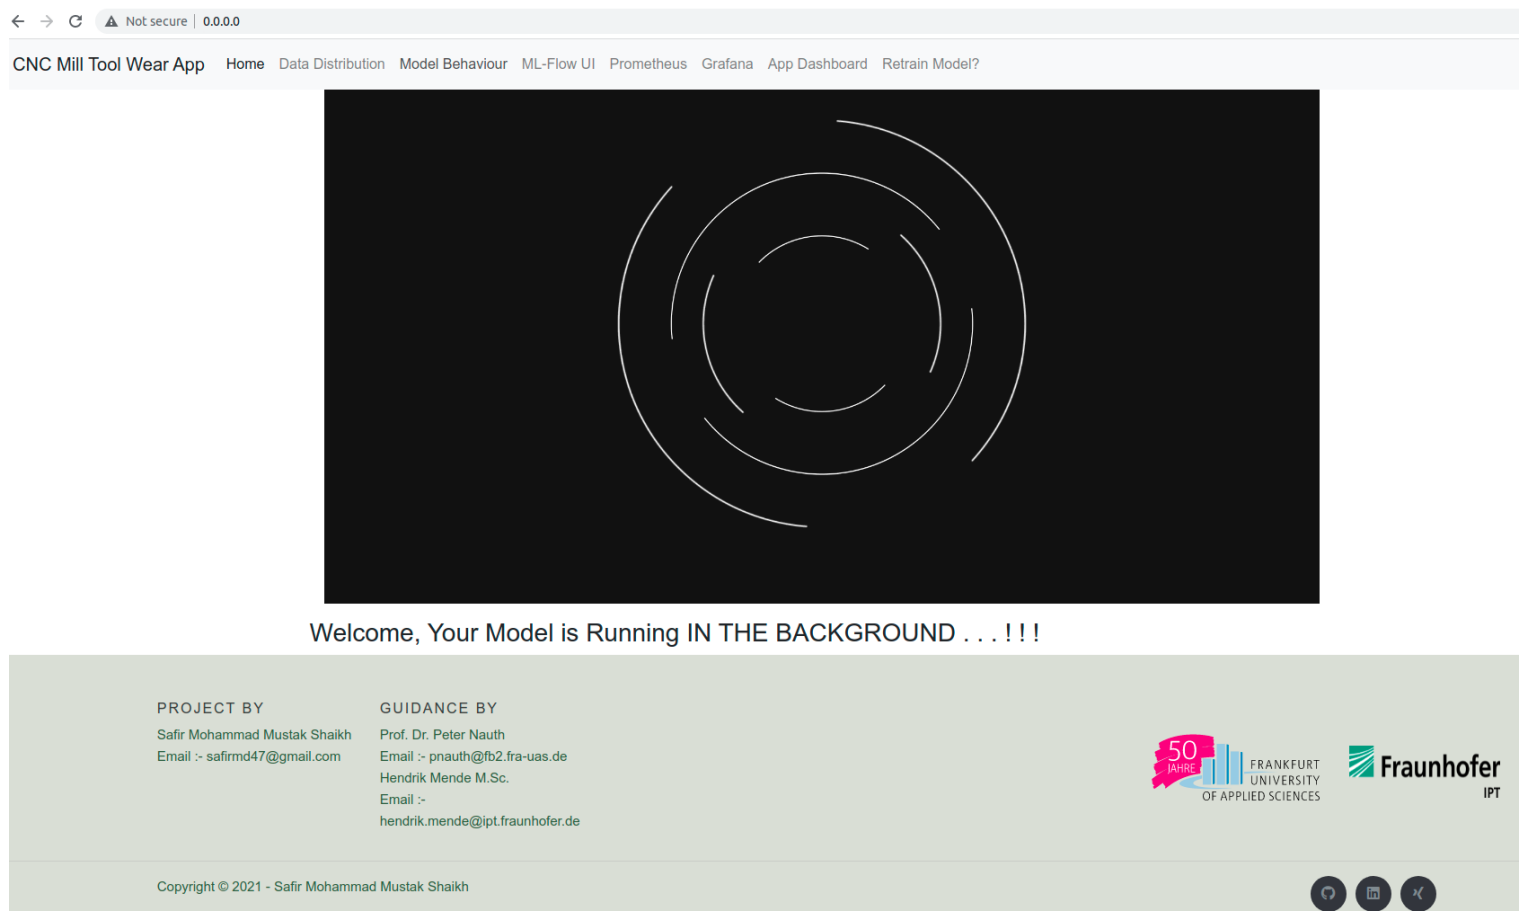 Not secure | 0.0.0.0
CNC Mill Tool Wear App Home Data Distribution Model Behaviour ML-Flow UI Prometheus Grafana App Dashboard Retrain Model?
Welcome, Your Model is Running IN THE BACKGROUND . . . ! ! !
PROJECT BY
Safir Mohammad Mustak Shaikh
Email :- safirmd47@gmail.com
GUIDANCE BY
Prof. Dr. Peter Nauth
Email :- pnauth@fb2.fra-uas.de
Hendrik Mende M.Sc.
Email :-
hendrik.mende@ipt.fraunhofer.de
50
JAHRE
FRANKFURT
UNIVERSITY
OF APPLIED SCIENCES
Fraunhofer
IPT
Copyright © 2021 - Safir Mohammad Mustak Shaikh